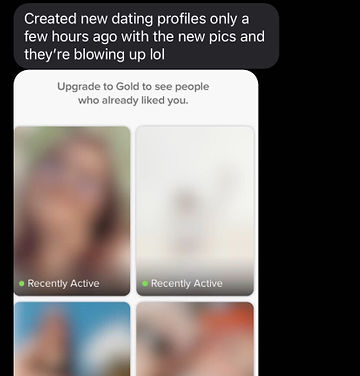 Created new dating profiles only a
few hours ago with the new pics and
they're blowing up lol
Upgrade to Gold to see people
who already liked you.
Recently Active
Recently Active